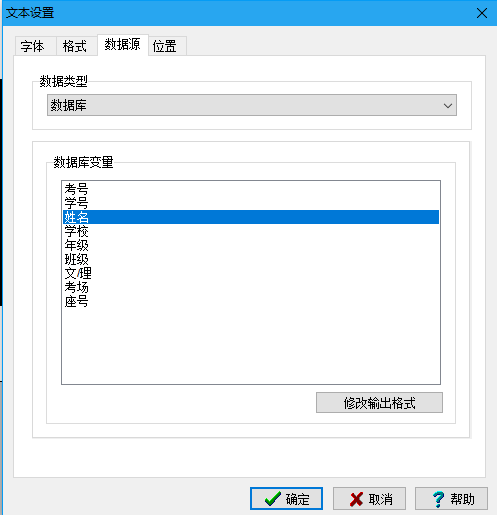 文本设置
字体 格式 数据源 位置
数据类型
数据库
数据库变量
考号
学号
姓名
学校
年级
班级
文/理
考场
座号
修改输出格式
确定 取消 帮助